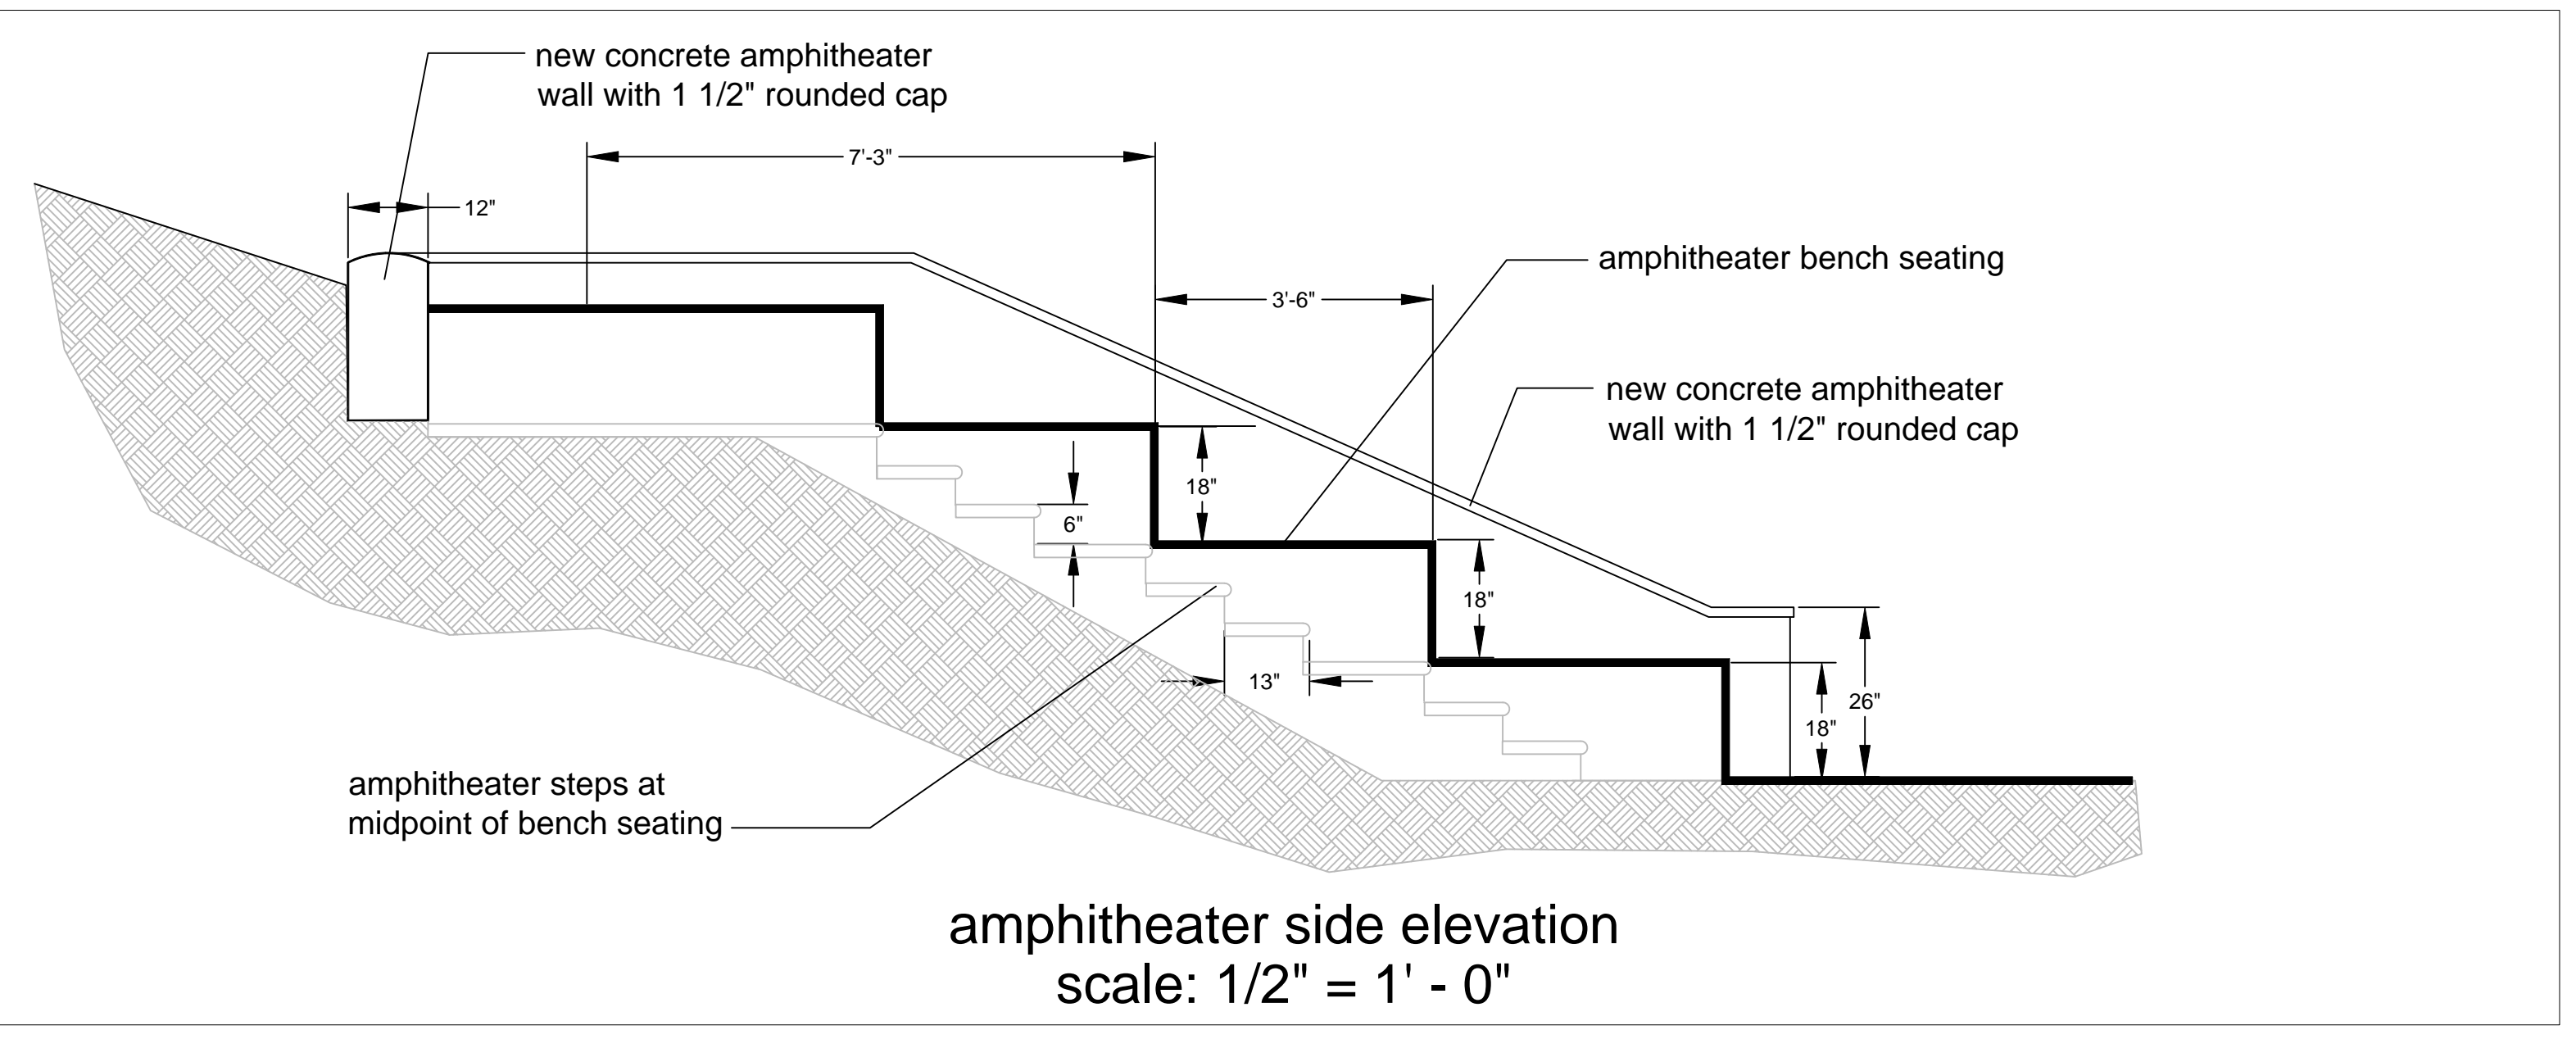 new concrete amphitheater
wall with 1 1/2" rounded cap
7'-3"
12"
amphitheater bench seating
3'-6"
new concrete amphitheater
wall with 1 1/2" rounded cap
18"
6"
18"
13"
26"
18"
amphitheater steps at
midpoint of bench seating
amphitheater side elevation
scale: 1/2" = 1' - 0"